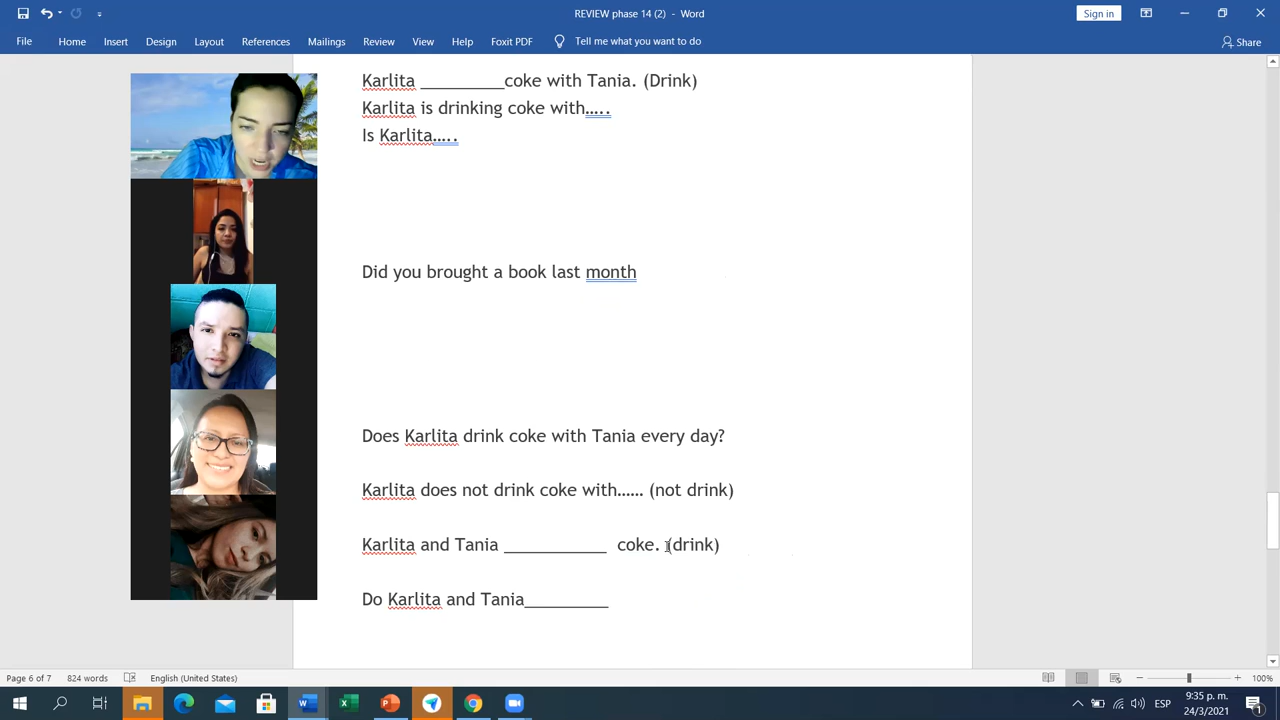 REVIEW phase 14 (2) - Word
Sign in
File Home Insert Design Layout References Mailings Review View Help Foxit PDF Tell me what you want to do Share
Karlita _________coke with Tania. (Drink)
Karlita is drinking coke with…..
Is Karlita…..
Did you brought a book last month
Does Karlita drink coke with Tania every day?
Karlita does not drink coke with…… (not drink)
Karlita and Tania ___________ coke. (drink)
Do Karlita and Tania_________
Page 6 of 7 824 words English (United States) 100%
ESP 9:35 p. m.
24/3/2021